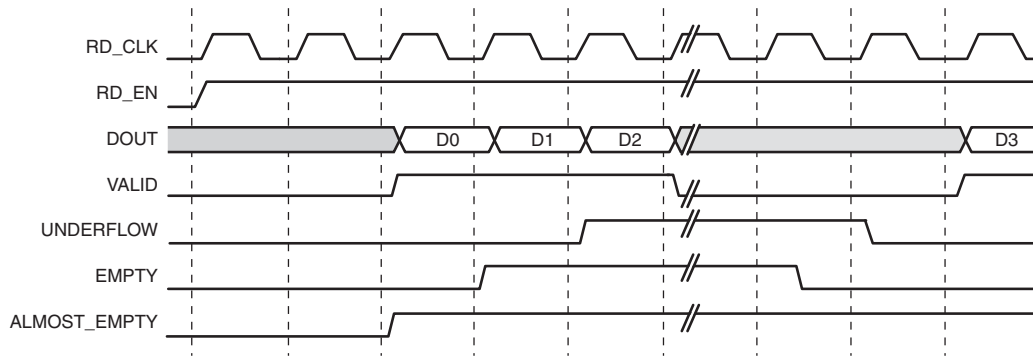 RD_CLK
RD_EN
DOUT D0 D1 D2 D3
VALID
UNDERFLOW
EMPTY
ALMOST_EMPTY